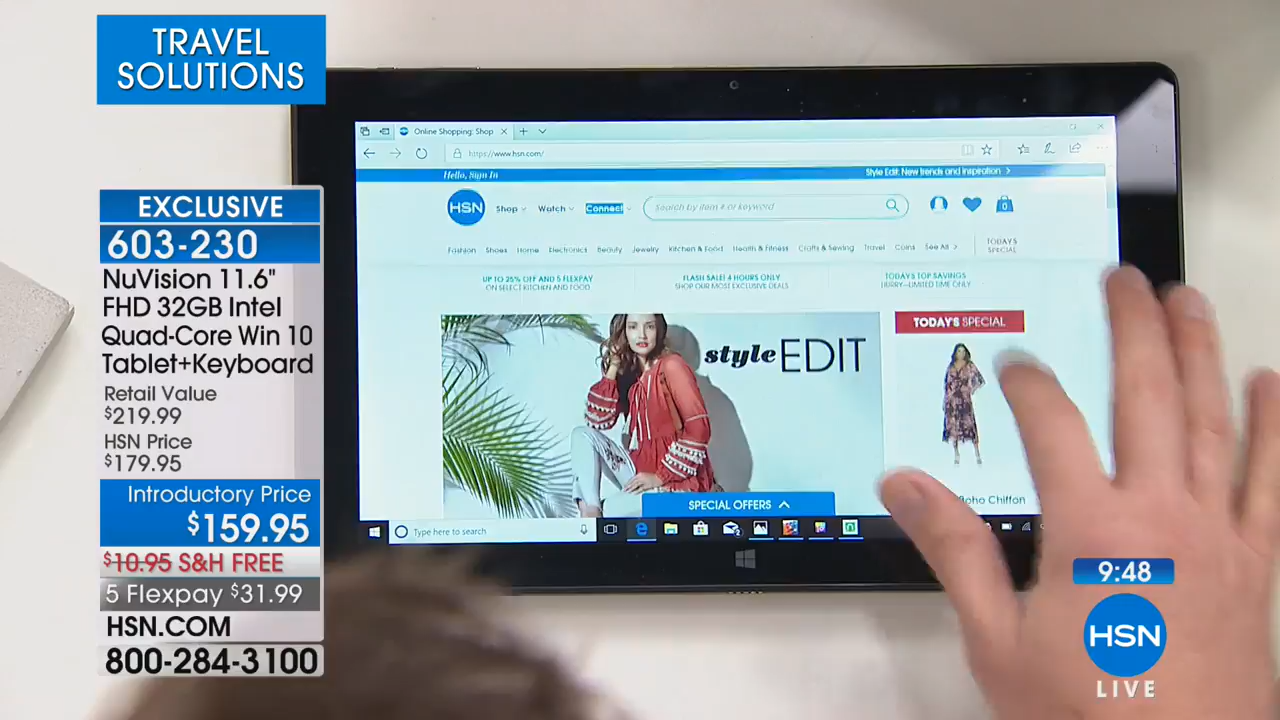 TRAVEL
SOLUTIONS
EXCLUSIVE
603-230
NuVision 11.6"
FHD 32GB Intel
Quad-Core Win 10
Tablet+Keyboard
Retail Value
$219.99
HSN Price
$179.95
Introductory Price
$159.95
$10.95 S&H FREE
5 Flexpay $31.99
HSN.COM
800-284-3100
Online Shopping: Shop
https://www.hsn.com/
Hello, Sign In
Style Edit: New trends and inspiration
HSN
Shop
Watch
Connect
Search by item # or keyword
0
Fashion Shoes Home Electronics Beauty Jewelry Kitchen & Food Health & Fitness Crafts & Sewing Travel Coins See All
TODAY'S
SPECIAL
UP TO 25% OFF AND 5 FLEXPAY
ON SELECT KITCHEN AND FOOD
FLASH SALE! 4 HOURS ONLY
SHOP OUR MOST EXCLUSIVE DEALS
TODAY'S TOP SAVINGS
HURRY—LIMITED TIME ONLY
style EDIT
TODAY'S SPECIAL
Boho Chiffon
SPECIAL OFFERS
Type here to search
9:48
HSN
LIVE